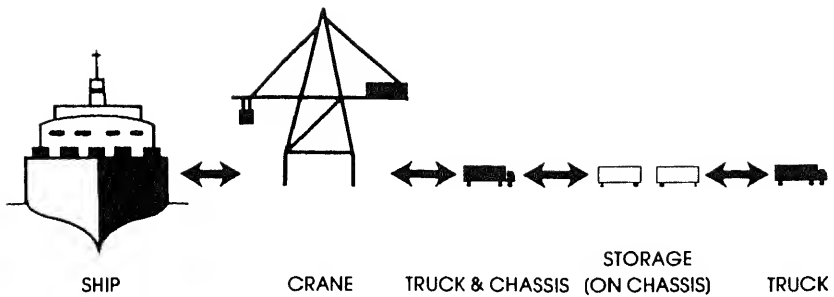 SHIP
CRANE
TRUCK & CHASSIS
STORAGE
(ON CHASSIS)
TRUCK